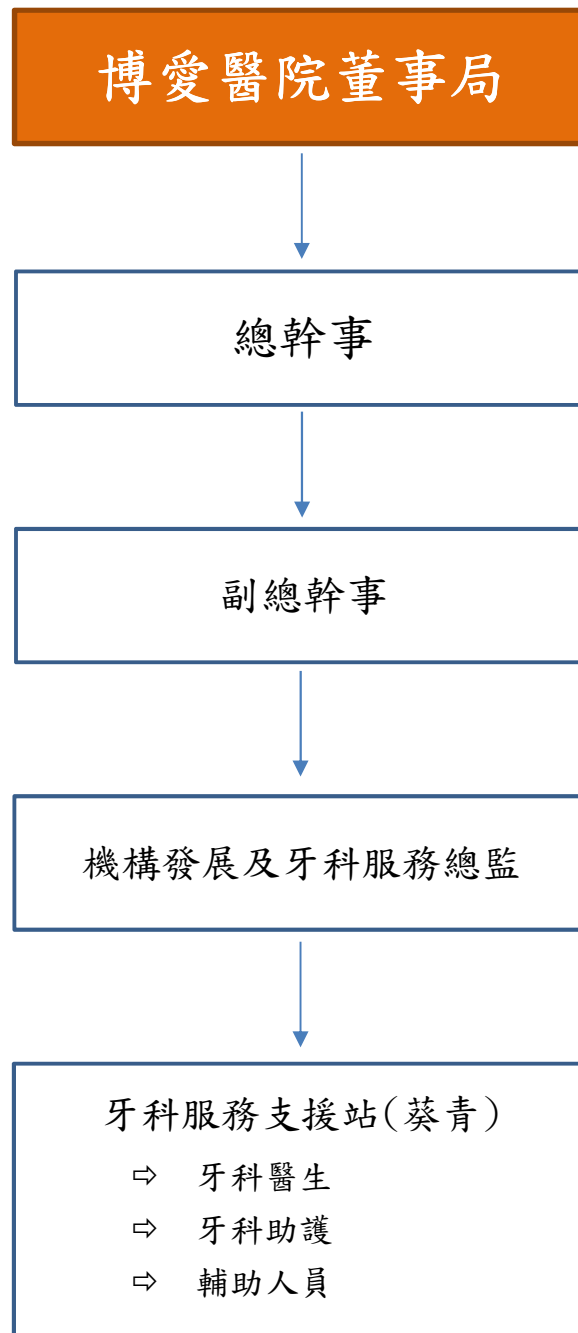 博愛醫院董事局
總幹事
副總幹事
機構發展及牙科服務總監
牙科服務支援站(葵青)
⇨ 牙科醫生
⇨ 牙科助護
⇨ 輔助人員